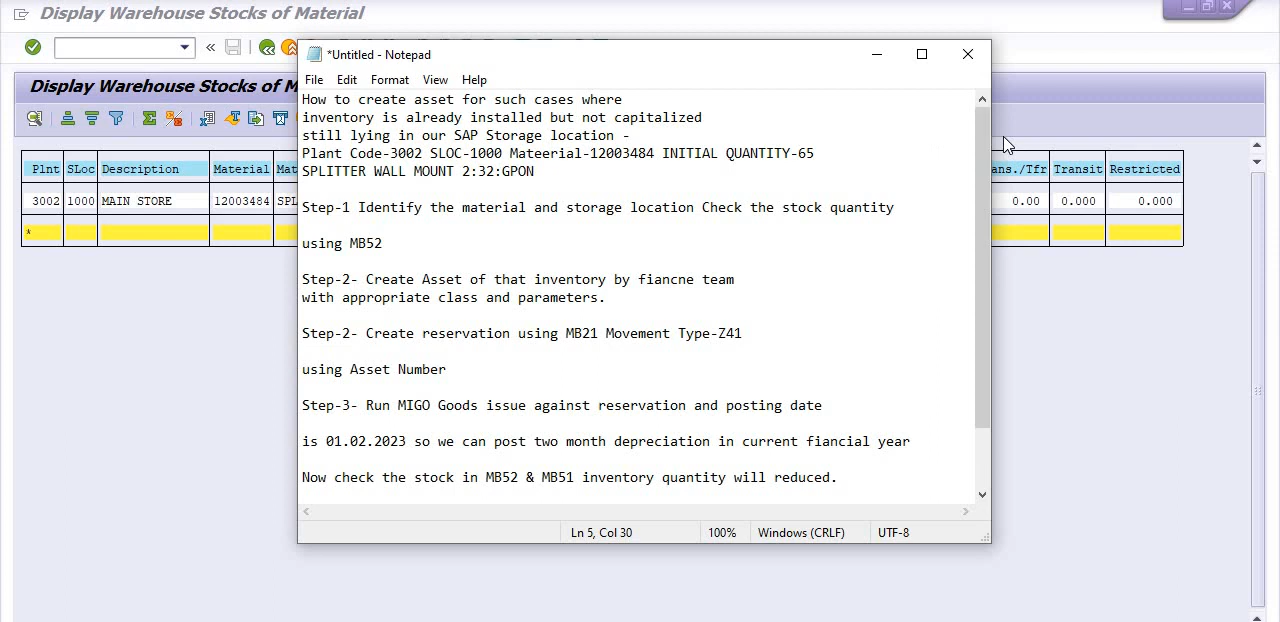 Display Warehouse Stocks of Material
*Untitled - Notepad
Display Warehouse Stocks of M
File Edit Format View Help
How to create asset for such cases where
inventory is already installed but not capitalized
still lying in our SAP Storage location -
Plant Code-3002 SLOC-1000 Mateerial-12003484 INITIAL QUANTITY-65
SPLITTER WALL MOUNT 2:32:GPON
Plnt SLoc Description Material Mat ans./Tfr Transit Restricted
3002 1000 MAIN STORE 12003484 SPL 0.00 0.000 0.000
*
Step-1 Identify the material and storage location Check the stock quantity
using MB52
Step-2- Create Asset of that inventory by fiancne team
with appropriate class and parameters.
Step-2- Create reservation using MB21 Movement Type-Z41
using Asset Number
Step-3- Run MIGO Goods issue against reservation and posting date
is 01.02.2023 so we can post two month depreciation in current fiancial year
Now check the stock in MB52 & MB51 inventory quantity will reduced.
Ln 5, Col 30 100% Windows (CRLF) UTF-8